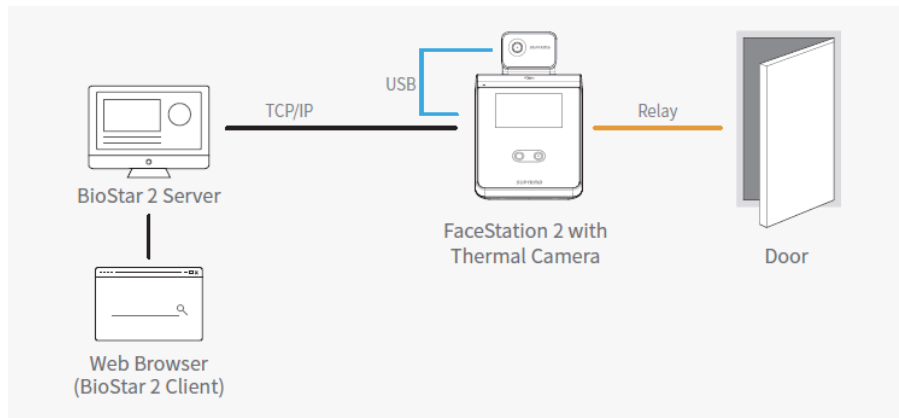 USB
TCP/IP
Relay
BioStar 2 Server
FaceStation 2 with
Thermal Camera
Door
Web Browser
(BioStar 2 Client)